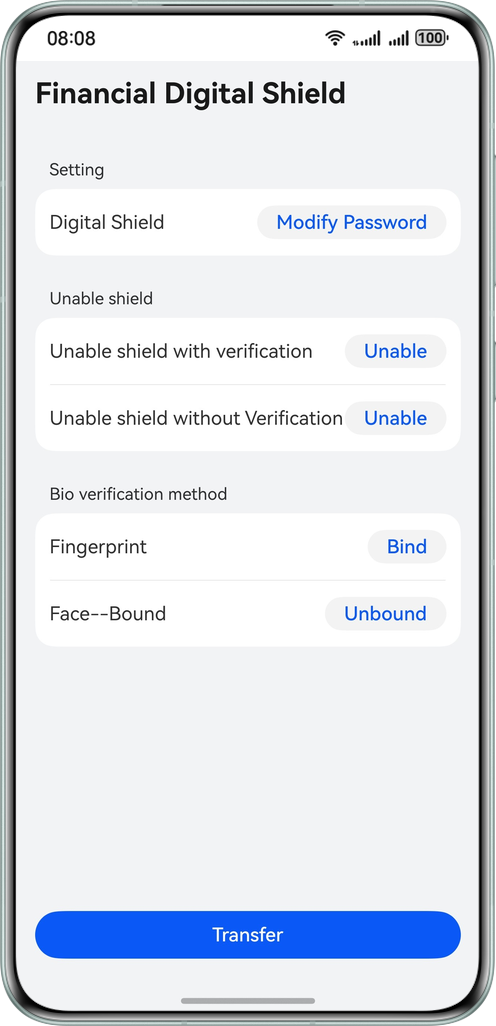 08:08
100
Financial Digital Shield
Setting
Digital Shield Modify Password
Unable shield
Unable shield with verification Unable
Unable shield without Verification Unable
Bio verification method
Fingerprint Bind
Face--Bound Unbound
Transfer